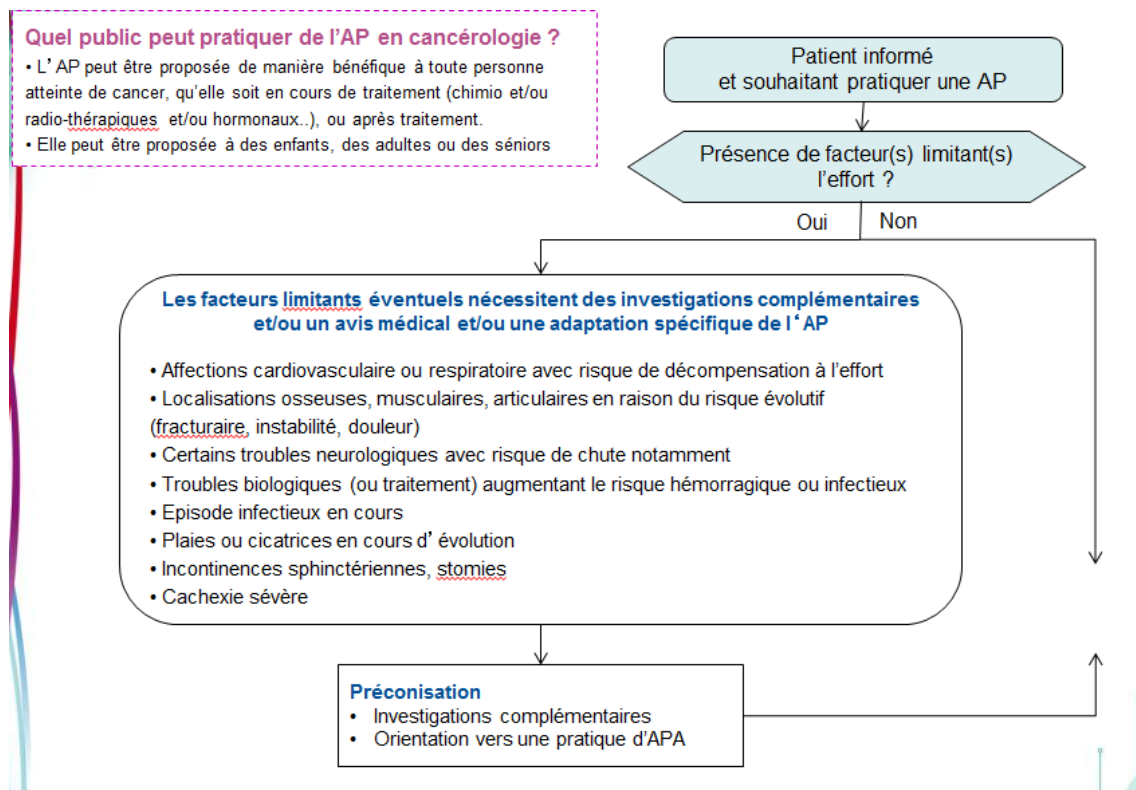 Quel public peut pratiquer de l'AP en cancérologie ?
• L'AP peut être proposée de manière bénéfique à toute personne
atteinte de cancer, qu'elle soit en cours de traitement (chimio et/ou
radio-thérapiques et/ou hormonaux..), ou après traitement.
• Elle peut être proposée à des enfants, des adultes ou des séniors
Patient informé
et souhaitant pratiquer une AP
Présence de facteur(s) limitant(s)
l'effort ?
Oui
Non
Les facteurs limitants éventuels nécessitent des investigations complémentaires
et/ou un avis médical et/ou une adaptation spécifique de l'AP
• Affections cardiovasculaire ou respiratoire avec risque de décompensation à l'effort
• Localisations osseuses, musculaires, articulaires en raison du risque évolutif
(fracturaire, instabilité, douleur)
• Certains troubles neurologiques avec risque de chute notamment
• Troubles biologiques (ou traitement) augmentant le risque hémorragique ou infectieux
• Episode infectieux en cours
• Plaies ou cicatrices en cours d'évolution
• Incontinences sphinctériennes, stomies
• Cachexie sévère
Préconisation
• Investigations complémentaires
• Orientation vers une pratique d'APA